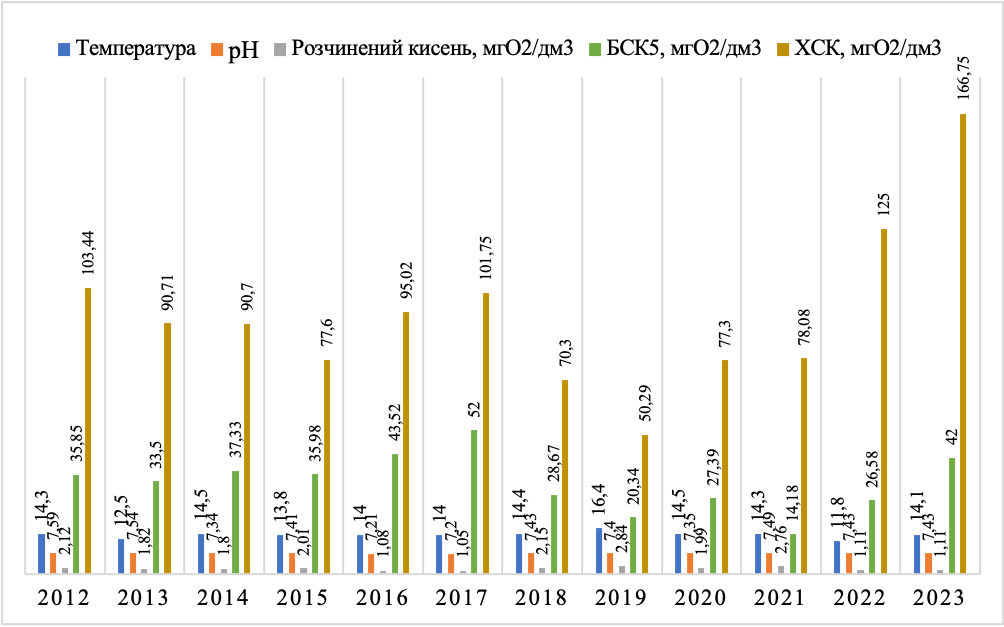 Температура pH Розчинений кисень, мгО2/дм3 БСК5, мгО2/дм3 ХСК, мгО2/дм3
14,3 7,59 2,12 35,85 103,44
12,5 7,54 1,82 33,5 90,71
14,5 7,34 1,8 37,33 90,7
13,8 7,41 2,01 35,98 77,6
14 7,21 1,08 43,52 95,02
14 7,2 1,05 52 101,75
14,4 7,43 2,15 28,67 70,3
16,4 7,4 2,84 20,34 50,29
14,5 7,35 1,99 27,39 77,3
14,3 7,49 2,76 14,18 78,08
11,8 7,43 1,11 26,58 125
14,1 7,43 1,11 42 166,75
2012 2013 2014 2015 2016 2017 2018 2019 2020 2021 2022 2023